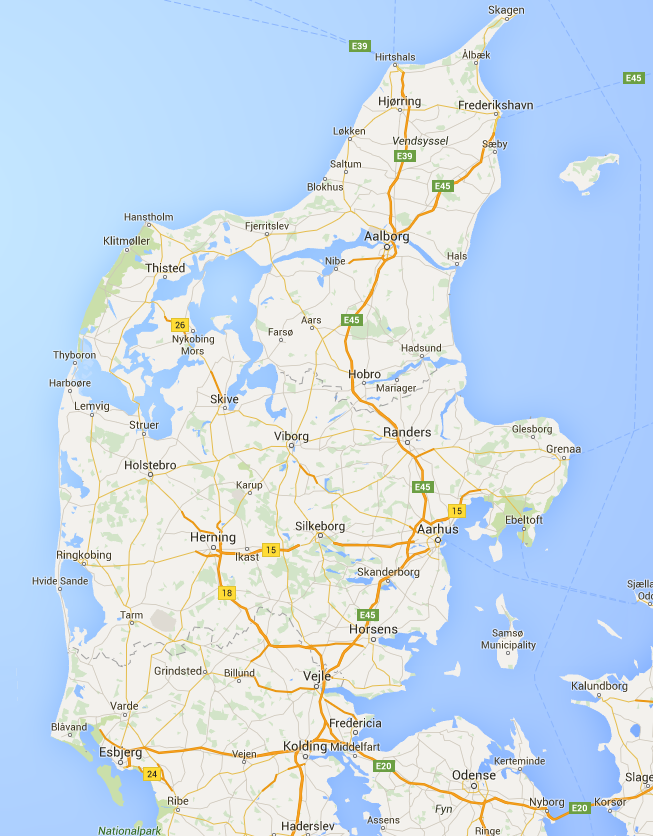 Skagen
E39
Hirtshals
Ålbæk
E45
Hjørring
Frederikshavn
Løkken
Vendsyssel
Sæby
E39
Saltum
Blokhus
E45
Hanstholm
Fjerritslev
Klitmøller
Aalborg
Hals
Nibe
Thisted
E45
Aars
26
Farsø
Nykobing
Mors
Hadsund
Thyboron
Hobro
Harboøre
Mariager
Lemvig
Skive
Struer
Viborg
Randers
Glesborg
Grenaa
Holstebro
Karup
E45
15
Ebeltoft
Silkeborg
Aarhus
Herning
Ikast
15
Ringkobing
Skanderborg
Hvide Sande
18
Sjælla
Odd
E45
Tarm
Horsens
Samsø
Municipality
Grindsted
Billund
Vejle
Kalundborg
Varde
Fredericia
Blåvand
Esbjerg
Vejen
Kolding
Middelfart
Kerteminde
E20
24
Odense
Slage
Ribe
Nyborg
E20
Korsør
Fyn
Assens
Nationalpark
Haderslev
Ringe